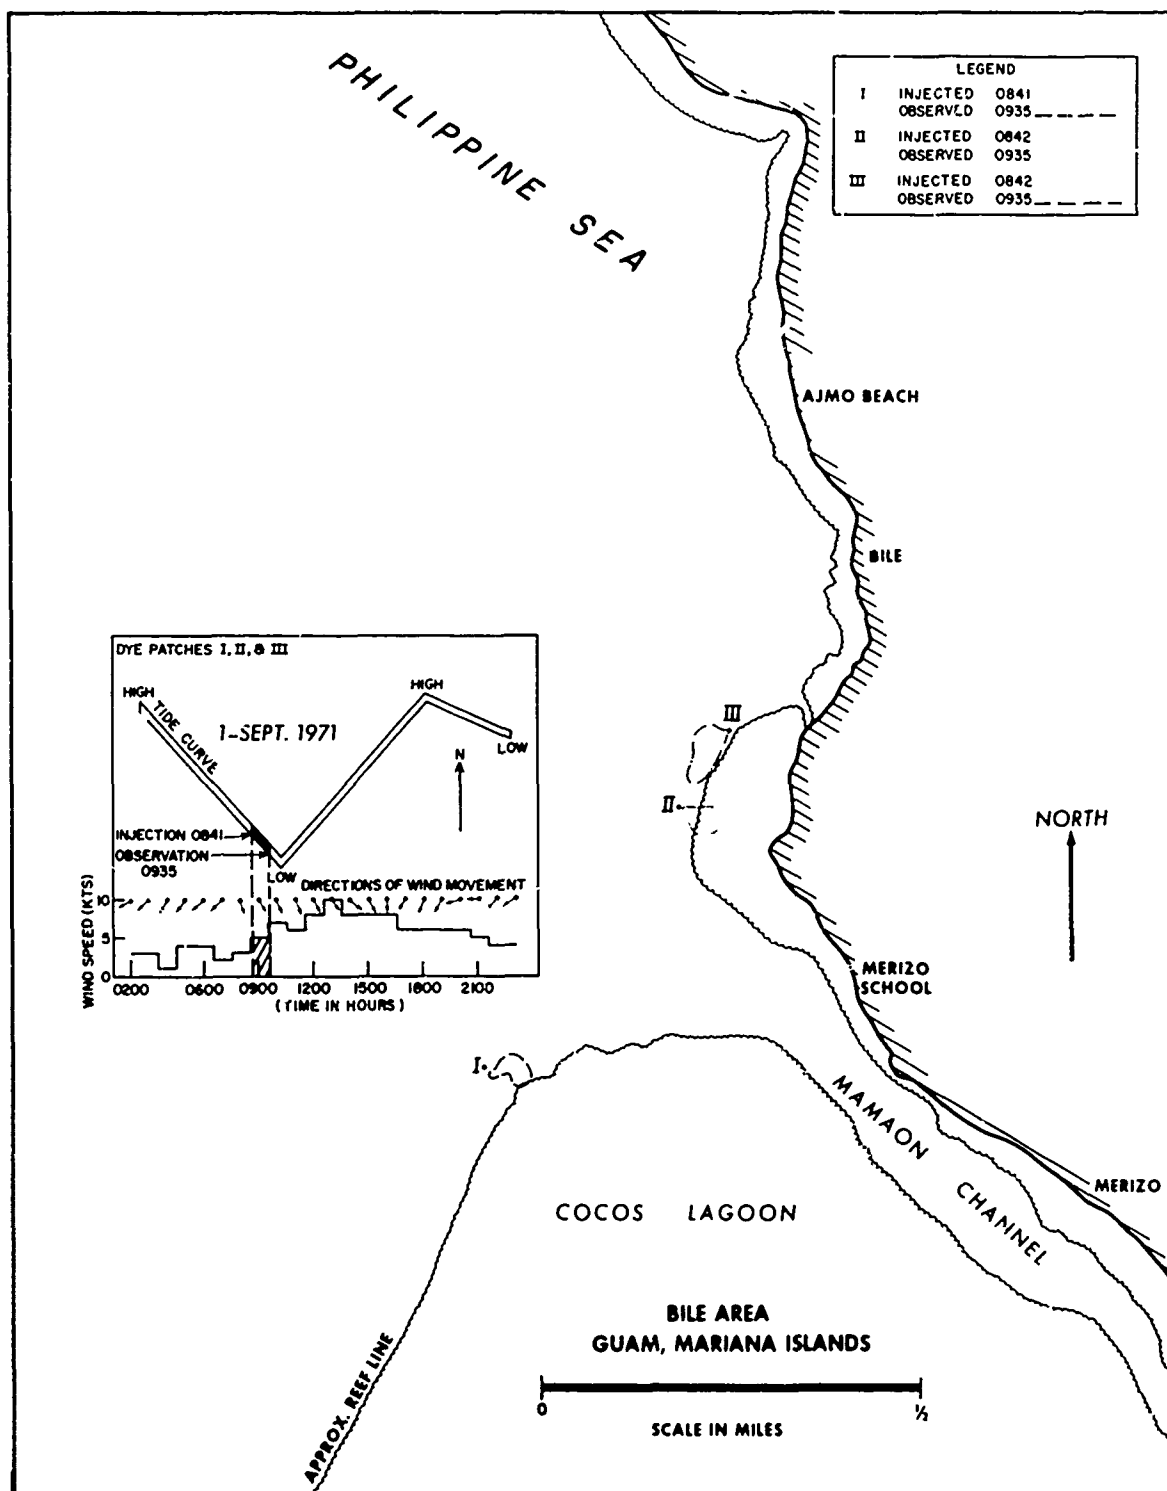 PHILIPPINE SEA
LEGEND
I INJECTED 0841
OBSERVED 0935
II INJECTED 0842
OBSERVED 0935
III INJECTED 0842
OBSERVED 0935
AJMO BEACH
BILE
DYE PATCHES I, II, & III
HIGH
TIDE CURVE
1-SEPT. 1971
HIGH
LOW
N
INJECTION 0841
OBSERVATION
0935
LOW
DIRECTIONS OF WIND MOVEMENT
WIND SPEED (KTS)
10
5
0
0200 0600 0900 1200 1500 1800 2100
(TIME IN HOURS)
III
II
NORTH
MERIZO
SCHOOL
I
MAMAON CHANNEL
MERIZO
COCOS LAGOON
BILE AREA
GUAM, MARIANA ISLANDS
0 1/2
SCALE IN MILES
APPROX. REEF LINE